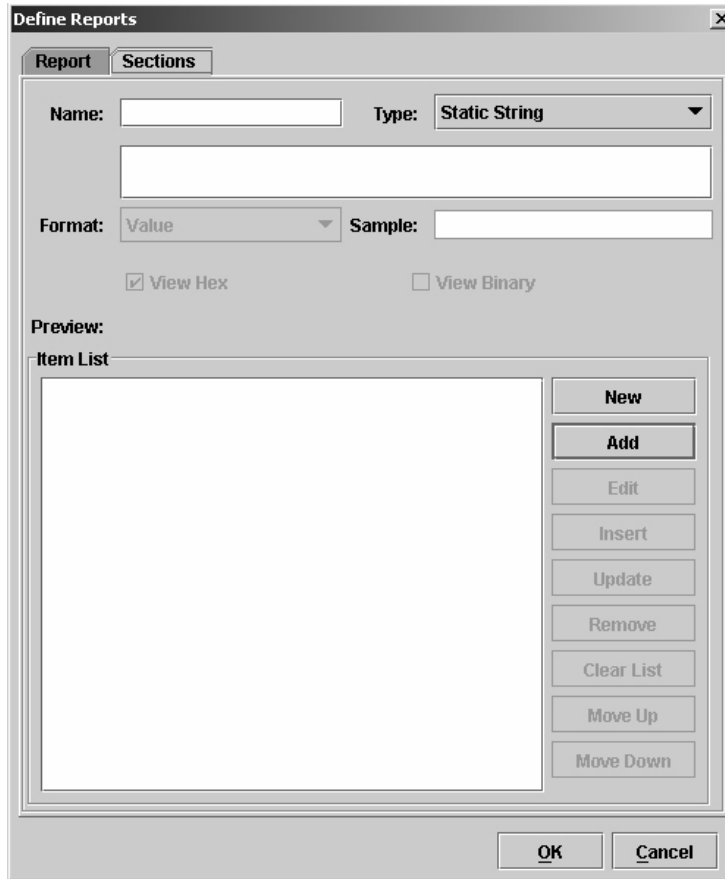 Define Reports
Report Sections
Name: Type: Static String
Format: Value Sample:
View Hex View Binary
Preview:
Item List
New
Add
Edit
Insert
Update
Remove
Clear List
Move Up
Move Down
OK Cancel